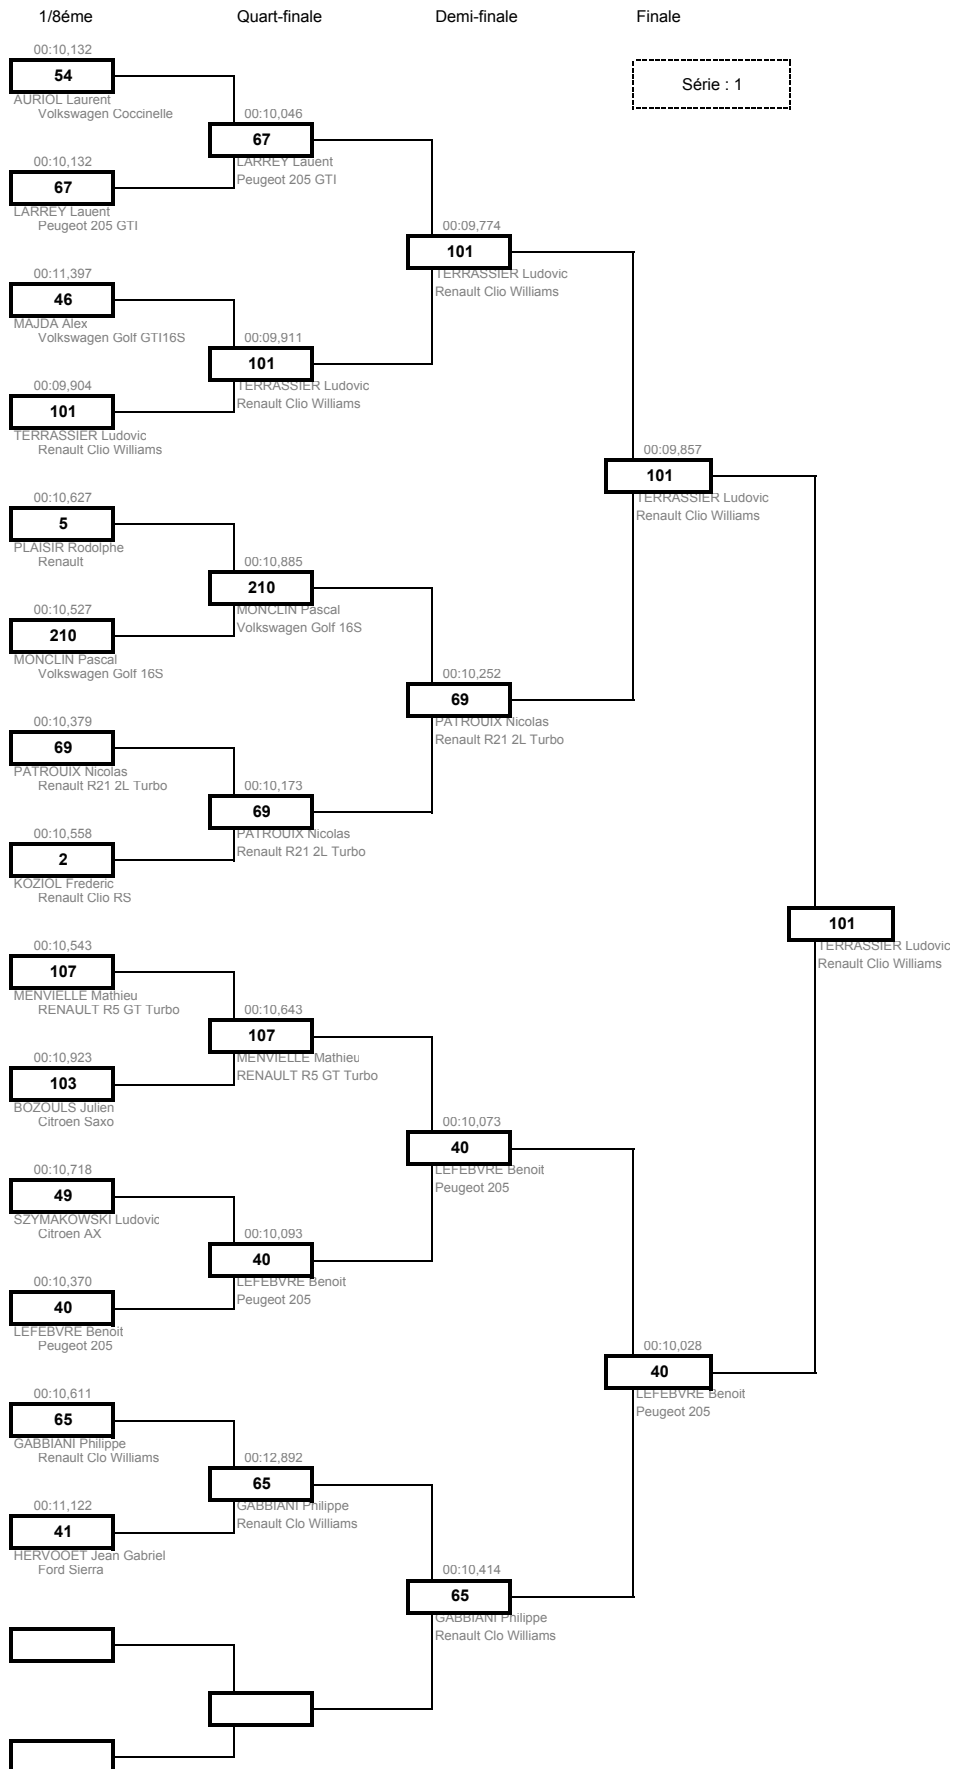 1/8éme
Quart-finale
Demi-finale
Finale
Série : 1
00:10,132
54
AURIOL Laurent
Volkswagen Coccinelle
00:10,132
67
LARREY Lauent
Peugeot 205 GTI
00:11,397
46
MAJDA Alex
Volkswagen Golf GTI16S
00:09,904
101
TERRASSIER Ludovic
Renault Clio Williams
00:10,627
5
PLAISIR Rodolphe
Renault
00:10,527
210
MONCLIN Pascal
Volkswagen Golf 16S
00:10,379
69
PATROUIX Nicolas
Renault R21 2L Turbo
00:10,558
2
KOZIOL Frederic
Renault Clio RS
00:10,543
107
MENVIELLE Mathieu
RENAULT R5 GT Turbo
00:10,923
103
BOZOULS Julien
Citroen Saxo
00:10,718
49
SZYMAKOWSKI Ludovic
Citroen AX
00:10,370
40
LEFEBVRE Benoit
Peugeot 205
00:10,611
65
GABBIANI Philippe
Renault Clo Williams
00:11,122
41
HERVOOET Jean Gabriel
Ford Sierra
00:10,046
67
LARREY Lauent
Peugeot 205 GTI
00:09,911
101
TERRASSIER Ludovic
Renault Clio Williams
00:10,885
210
MONCLIN Pascal
Volkswagen Golf 16S
00:10,173
69
PATROUIX Nicolas
Renault R21 2L Turbo
00:10,643
107
MENVIELLE Mathieu
RENAULT R5 GT Turbo
00:10,093
40
LEFEBVRE Benoit
Peugeot 205
00:12,892
65
GABBIANI Philippe
Renault Clo Williams
00:09,774
101
TERRASSIER Ludovic
Renault Clio Williams
00:10,252
69
PATROUIX Nicolas
Renault R21 2L Turbo
00:10,073
40
LEFEBVRE Benoit
Peugeot 205
00:10,414
65
GABBIANI Philippe
Renault Clo Williams
00:09,857
101
TERRASSIER Ludovic
Renault Clio Williams
00:10,028
40
LEFEBVRE Benoit
Peugeot 205
101
TERRASSIER Ludovic
Renault Clio Williams